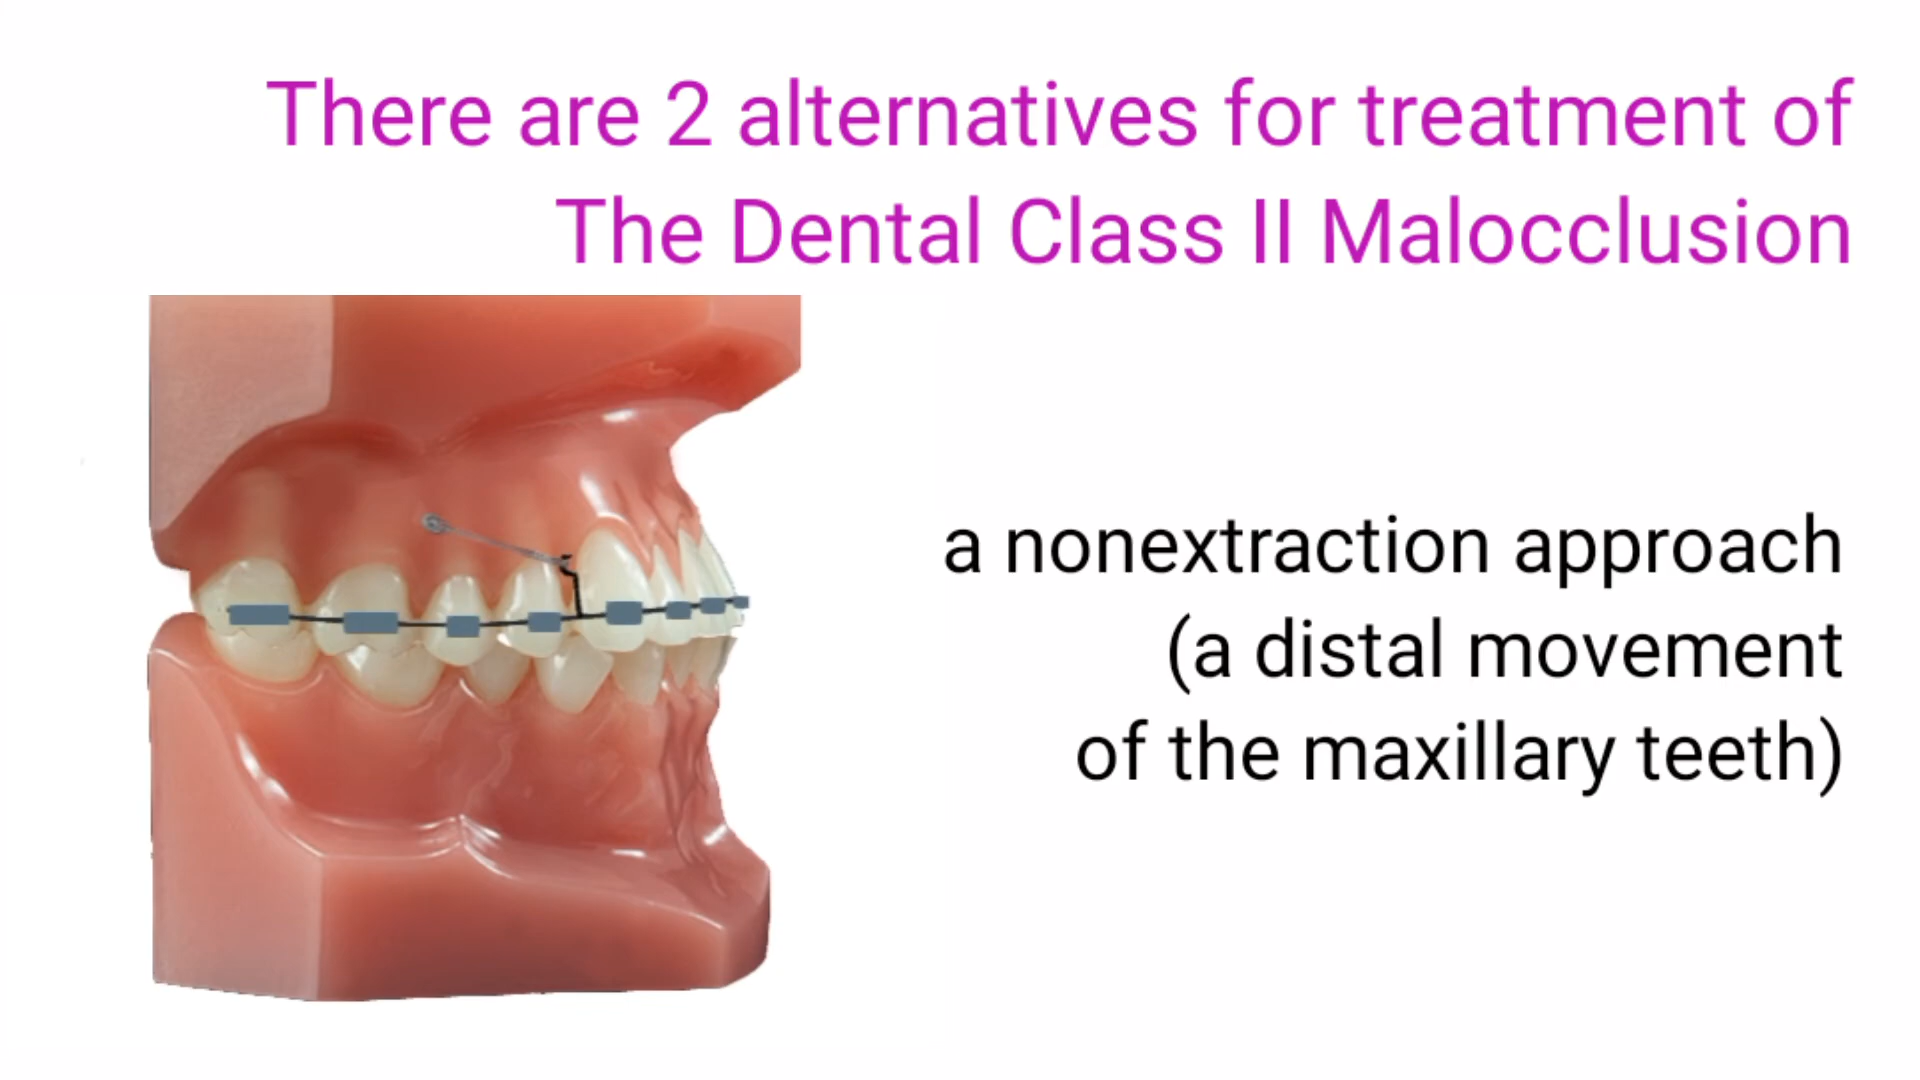 There are 2 alternatives for treatment of
The Dental Class II Malocclusion
a nonextraction approach
(a distal movement
of the maxillary teeth)